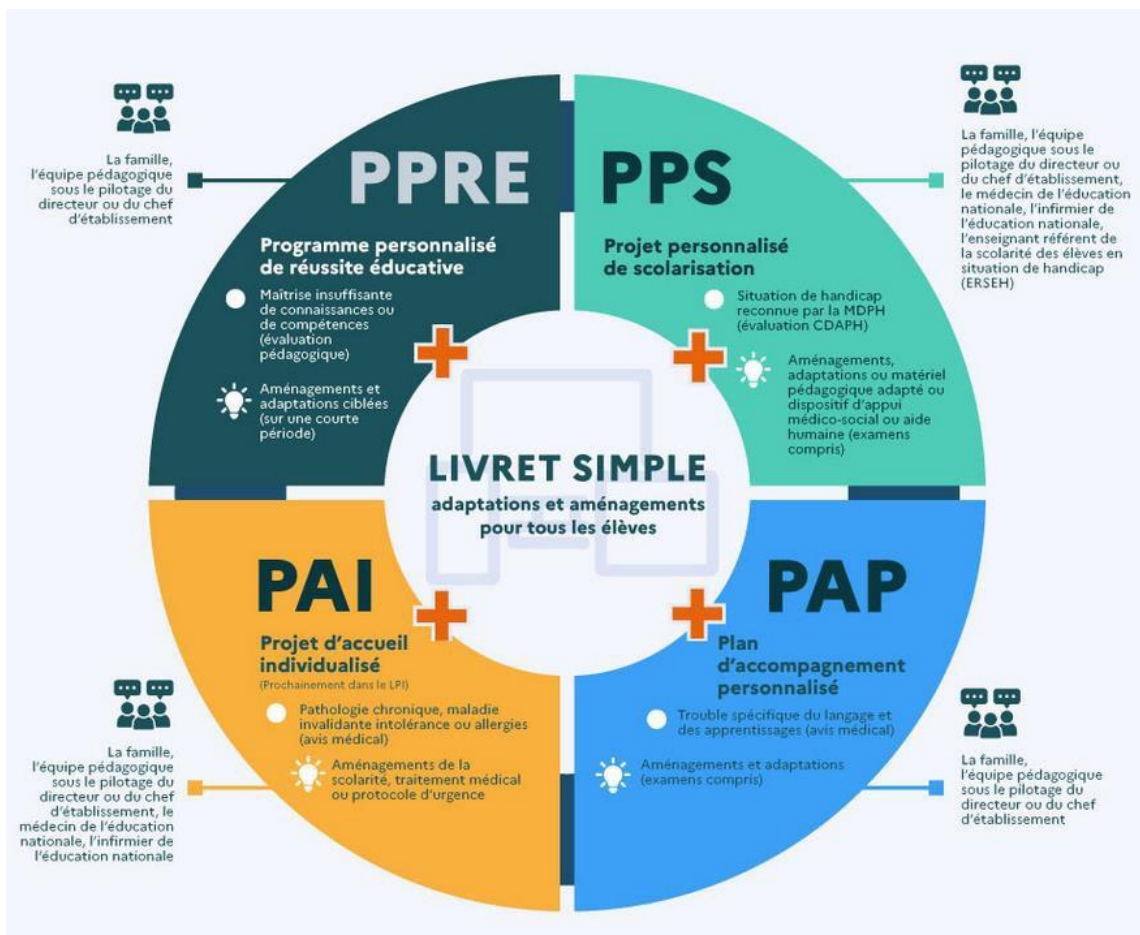 La famille,
l'équipe pédagogique
sous le pilotage du
directeur ou du chef
d'établissement
PPRE
Programme personnalisé
de réussite éducative
Maîtrise insuffisante
de connaissances ou
de compétences
(évaluation
pédagogique)
Aménagements et
adaptations ciblées
(sur une courte
période)
PPS
Projet personnalisé
de scolarisation
Situation de handicap
reconnue par la MDPH
(évaluation CDAPH)
Aménagements,
adaptations ou matériel
pédagogique adapté ou
dispositif d'appui
médico-social ou aide
humaine (examens
compris)
La famille, l'équipe
pédagogique sous le
pilotage du directeur ou
du chef d'établissement,
le médecin de l'éducation
nationale, l'infirmier de
l'éducation nationale,
l'enseignant référent de
la scolarité des élèves en
situation de handicap
(ERSEH)
LIVRET SIMPLE
adaptations et aménagements
pour tous les élèves
PAI
Projet d'accueil
individualisé
(Prochainement dans le LPI)
Pathologie chronique, maladie
invalidante intolérance ou allergies
(avis médical)
Aménagements de la
scolarité, traitement médical
ou protocole d'urgence
La famille,
l'équipe pédagogique
sous le pilotage du
directeur ou du chef
d'établissement, le
médecin de l'éducation
nationale, l'infirmier de
l'éducation nationale
PAP
Plan
d'accompagnement
personnalisé
Trouble spécifique du langage et
des apprentissages (avis médical)
Aménagements et adaptations
(examens compris)
La famille,
l'équipe pédagogique
sous le pilotage du
directeur ou du chef
d'établissement